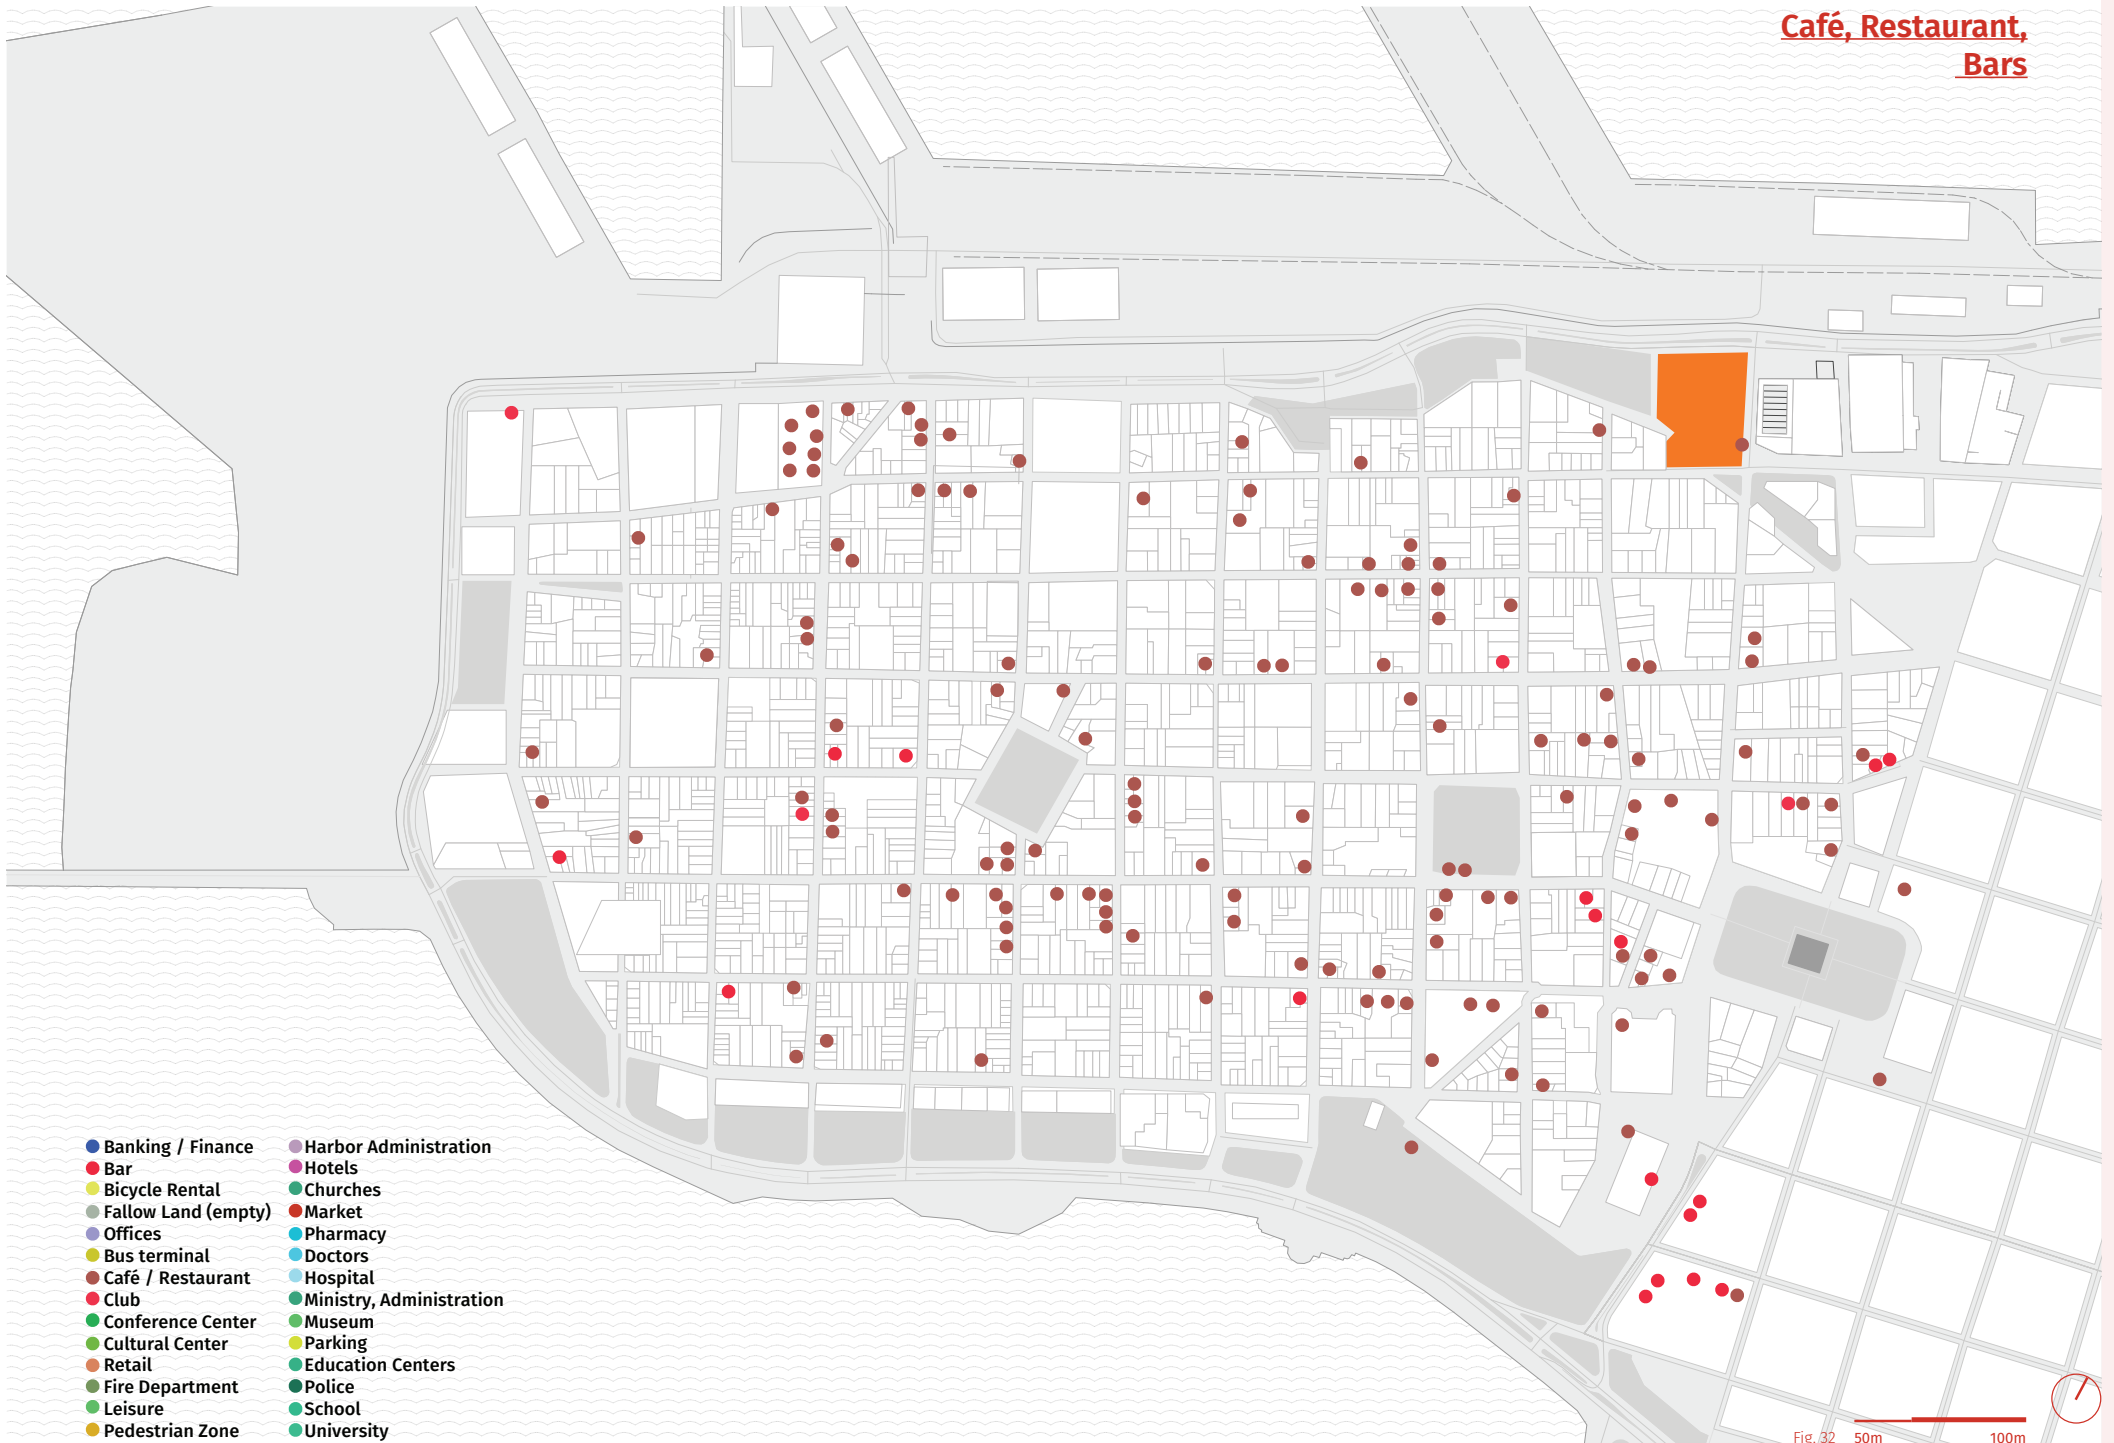 Café, Restaurant,
Bars
Banking / Finance
Bar
Bicycle Rental
Fallow Land (empty)
Offices
Bus terminal
Café / Restaurant
Club
Conference Center
Cultural Center
Retail
Fire Department
Leisure
Pedestrian Zone
Harbor Administration
Hotels
Churches
Market
Pharmacy
Doctors
Hospital
Ministry, Administration
Museum
Parking
Education Centers
Police
School
University
Fig. 32 50m 100m